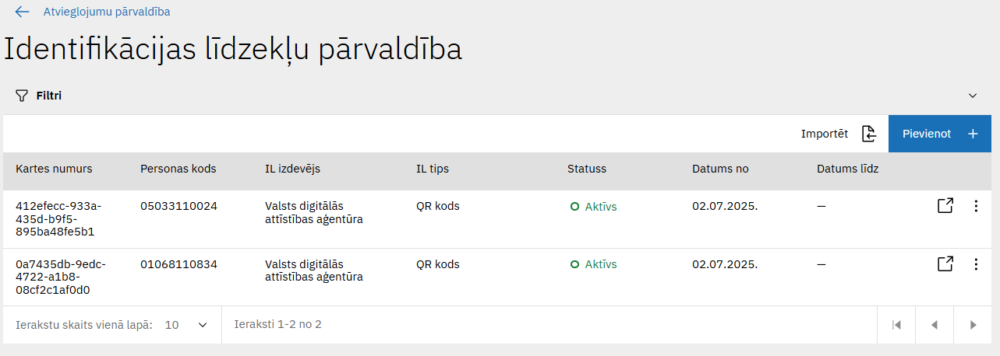 Atvieglojumu pārvaldība
Identifikācijas līdzekļu pārvaldība
Filtri
Importēt
Pievienot
Kartes numurs Personas kods IL izdevējs IL tips Statuss Datums no Datums līdz
412efecc-933a- 05033110024 Valsts digitālās QR kods Aktīvs 02.07.2025. —
435d-b9f5- attīstības aģentūra
895ba48fe5b1
0a7435db-9edc- 01068110834 Valsts digitālās QR kods Aktīvs 02.07.2025. —
4722-a1b8- attīstības aģentūra
08cf2c1af0d0
Ierakstu skaits vienā lapā: 10 Ieraksti 1-2 no 2